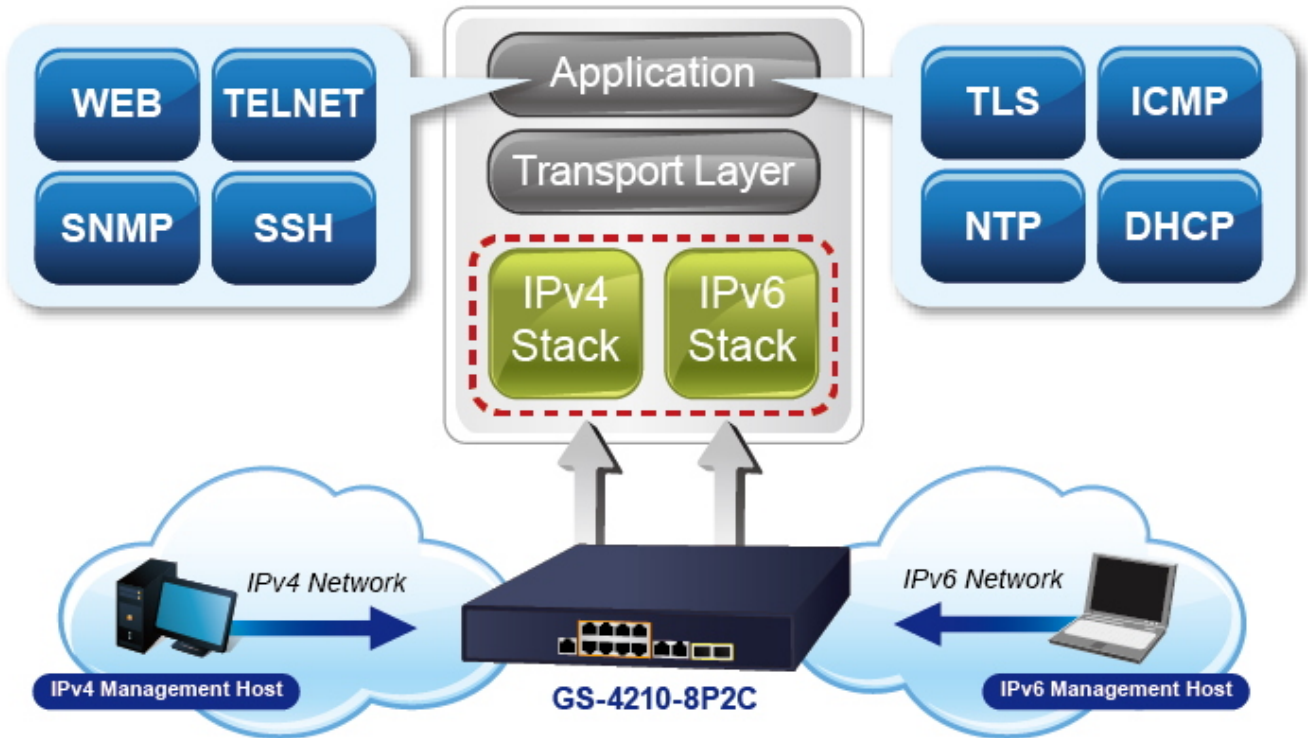 WEB
TELNET
SNMP
SSH
Application
Transport Layer
IPv4
Stack
IPv6
Stack
TLS
ICMP
NTP
DHCP
IPv4 Network
IPv4 Management Host
GS-4210-8P2C
IPv6 Network
IPv6 Management Host